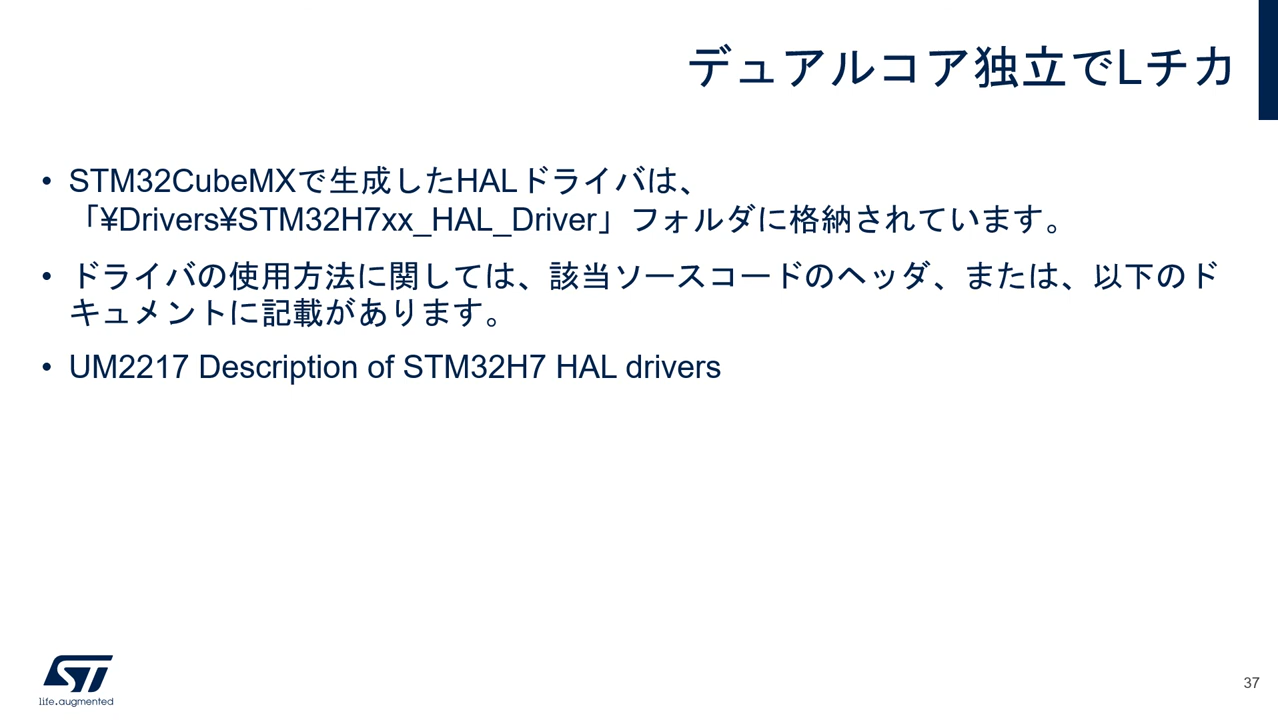 デュアルコア独立でLチカ
• STM32CubeMXで生成したHALドライバは、
「¥Drivers¥STM32H7xx_HAL_Driver」フォルダに格納されています。
• ドライバの使用方法に関しては、該当ソースコードのヘッダ、または、以下のド
キュメントに記載があります。
• UM2217 Description of STM32H7 HAL drivers
ST
life.augmented
37